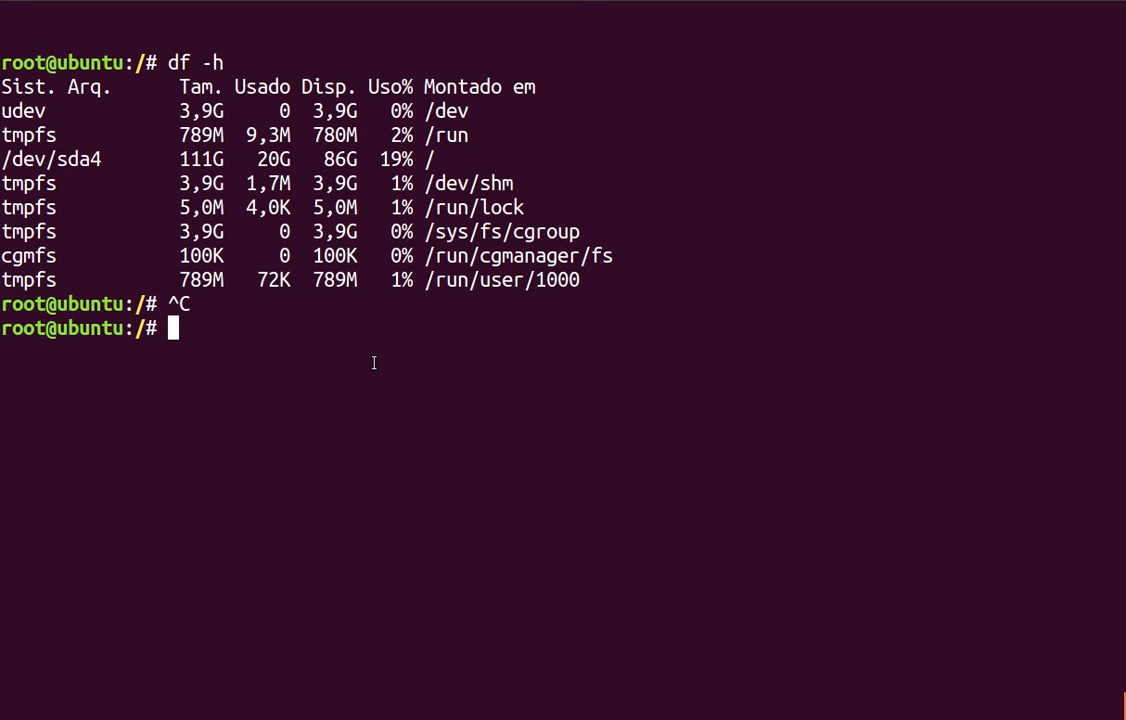 root@ubuntu:/# df -h
Sist. Arq. Tam. Usado Disp. Uso% Montado em
udev 3,9G 0 3,9G 0% /dev
tmpfs 789M 9,3M 780M 2% /run
/dev/sda4 111G 20G 86G 19% /
tmpfs 3,9G 1,7M 3,9G 1% /dev/shm
tmpfs 5,0M 4,0K 5,0M 1% /run/lock
tmpfs 3,9G 0 3,9G 0% /sys/fs/cgroup
cgmfs 100K 0 100K 0% /run/cgmanager/fs
tmpfs 789M 72K 789M 1% /run/user/1000
root@ubuntu:/# ^C
root@ubuntu:/#